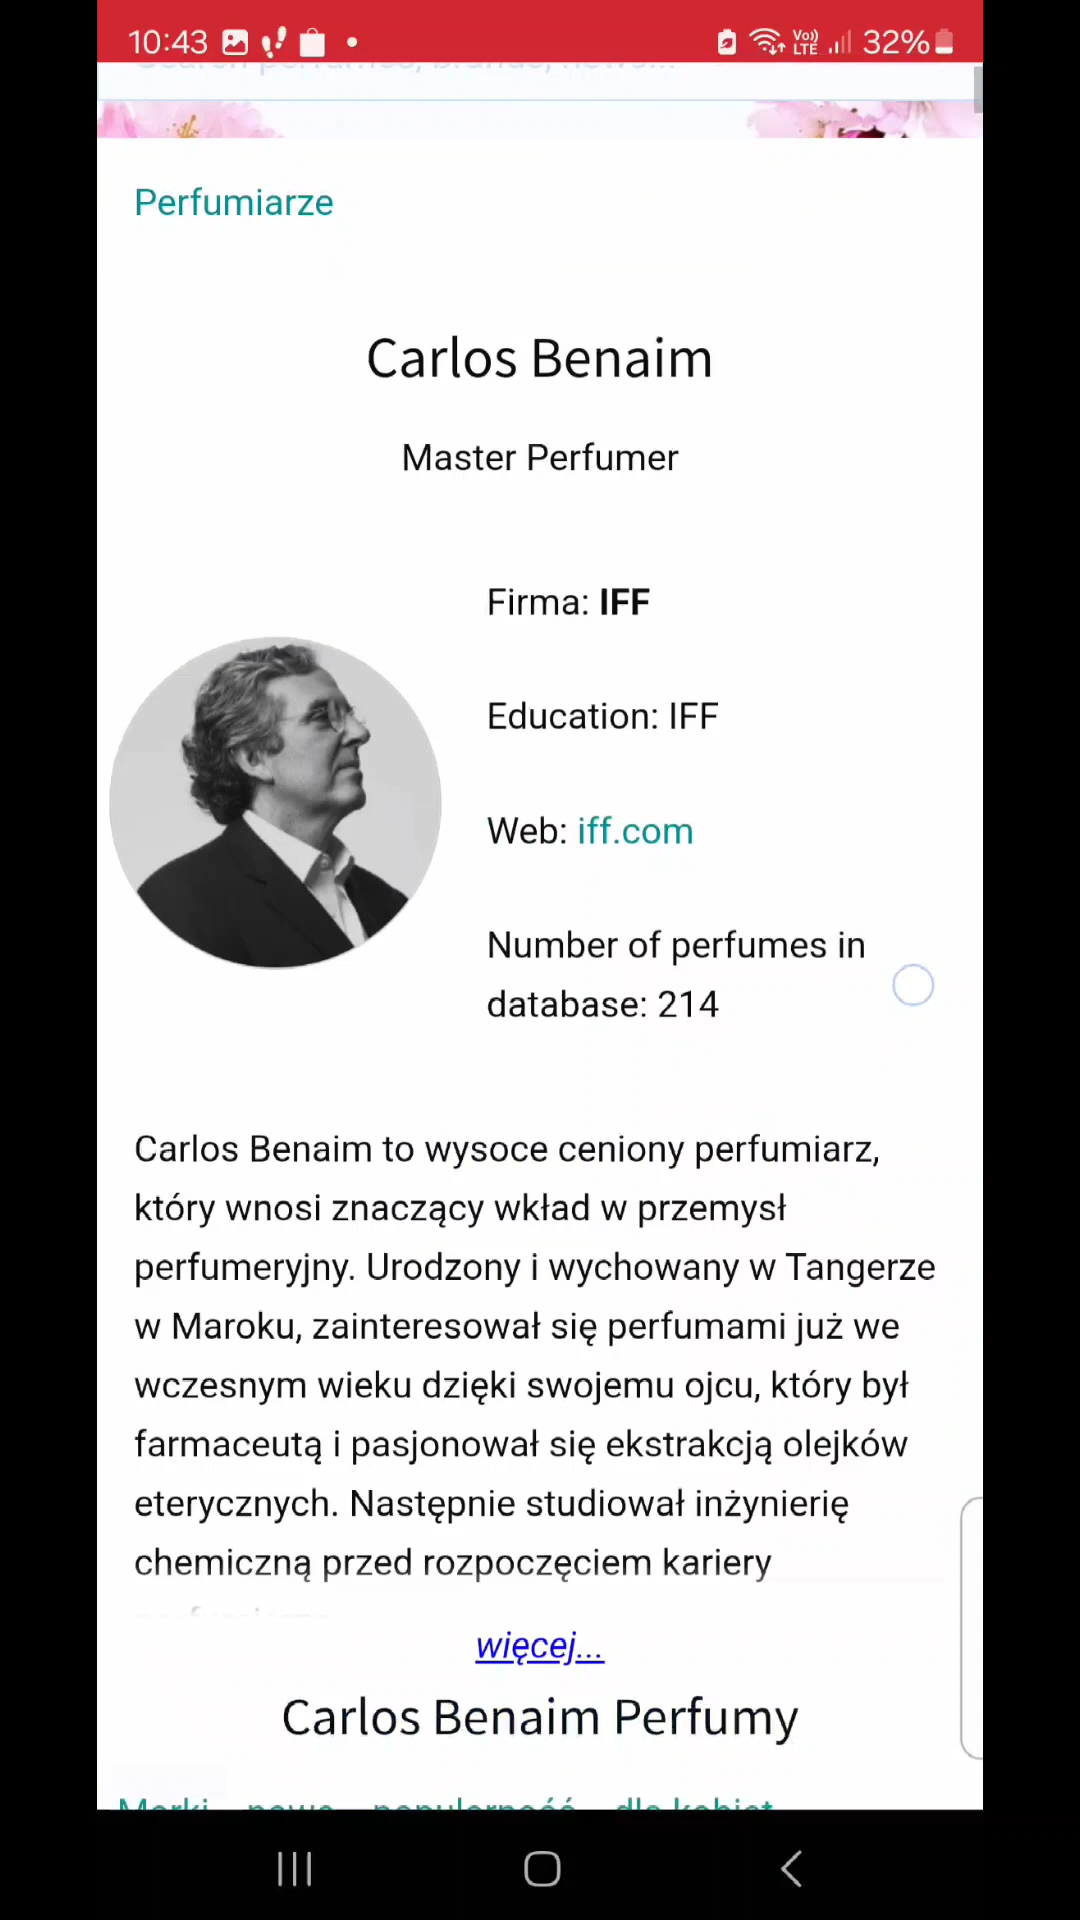 10:43
Vo))
LTE
32%
Perfumiarze
Carlos Benaim
Master Perfumer
Firma: IFF
Education: IFF
Web: iff.com
Number of perfumes in
database: 214
Carlos Benaim to wysoce ceniony perfumiarz,
który wnosi znaczący wkład w przemysł
perfumeryjny. Urodzony i wychowany w Tangerze
w Maroku, zainteresował się perfumami już we
wczesnym wieku dzięki swojemu ojcu, który był
farmaceutą i pasjonował się ekstrakcją olejków
eterycznych. Następnie studiował inżynierię
chemiczną przed rozpoczęciem kariery
więcej...
Carlos Benaim Perfumy